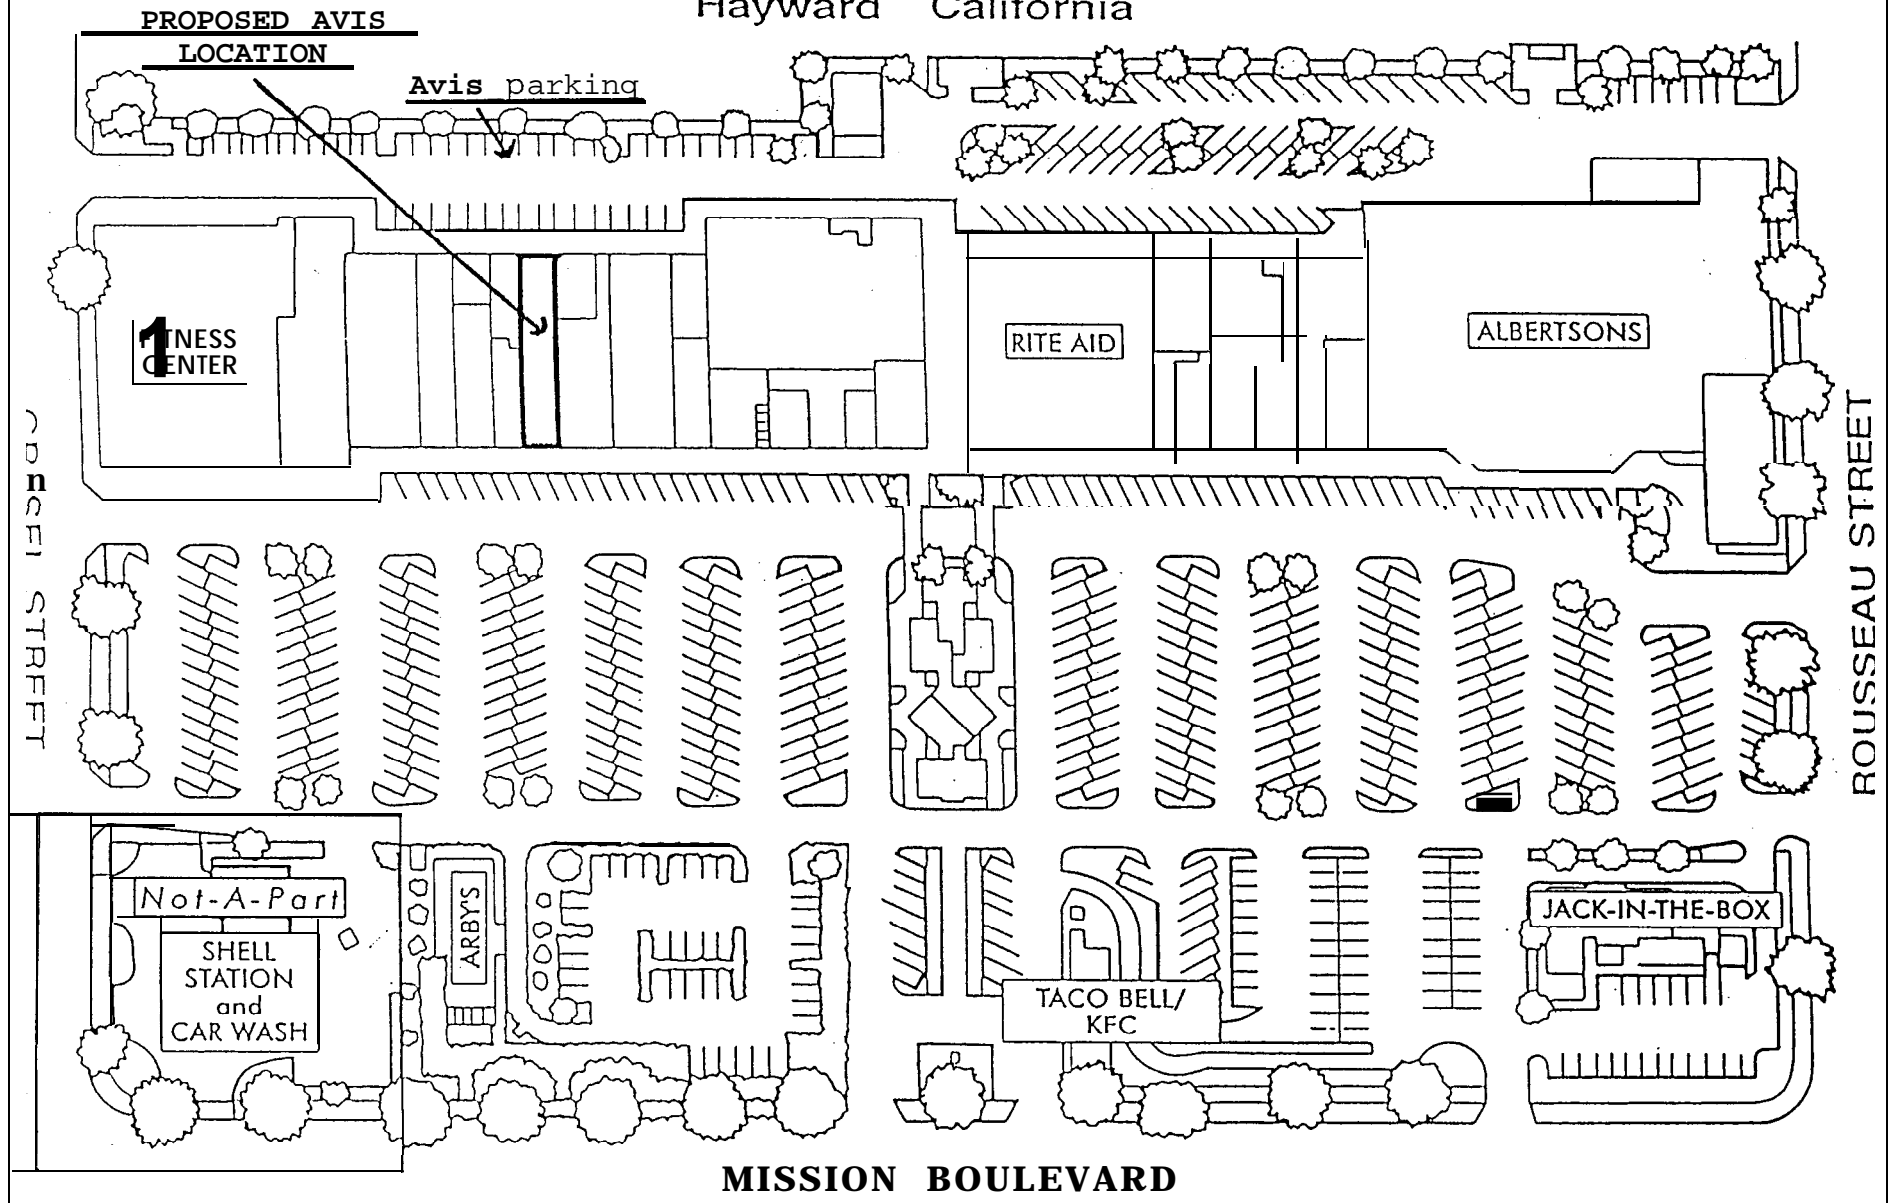 Hayward California
PROPOSED AVIS
LOCATION
Avis parking
FITNESS
CENTER
RITE AID
ALBERTSONS
ROUSSEAU STREET
Not-A-Part
SHELL
STATION
and
CAR WASH
ARBY'S
TACO BELL/
KFC
JACK-IN-THE-BOX
MISSION BOULEVARD